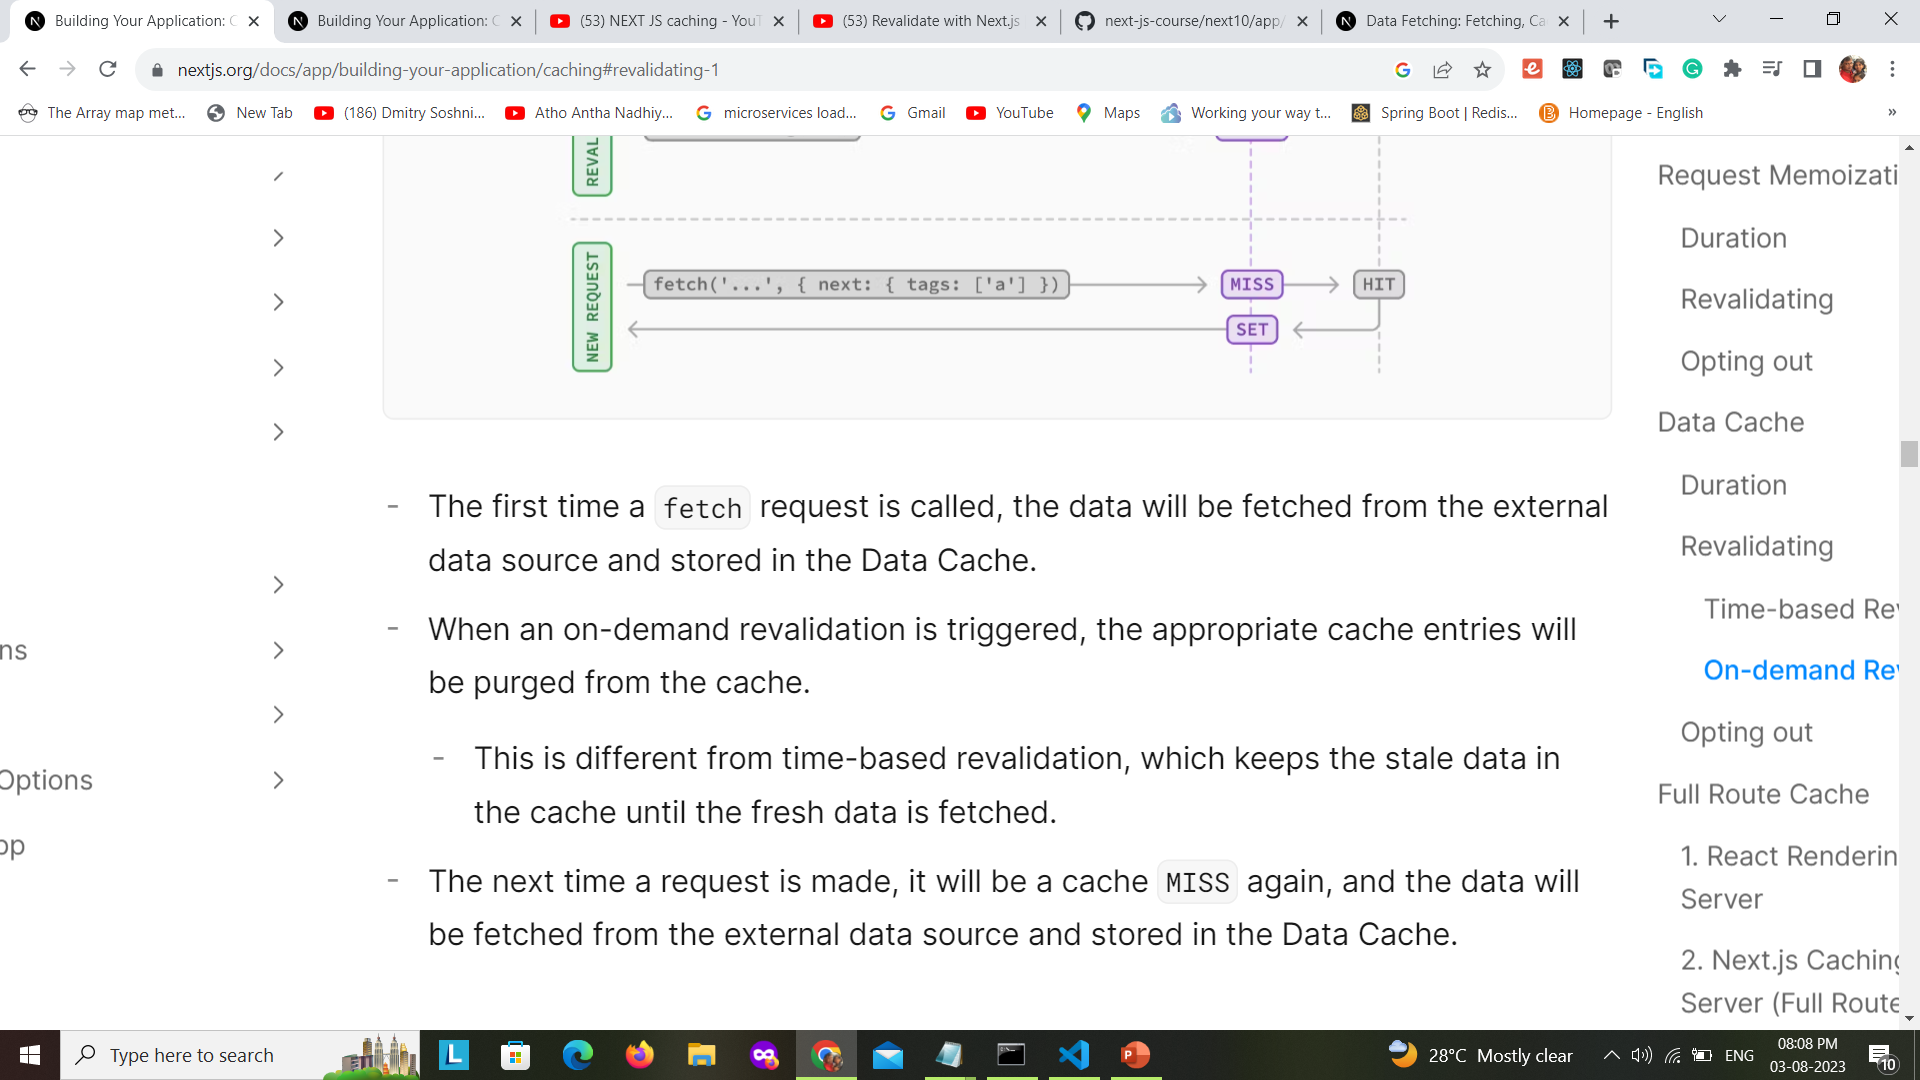 Building Your Application: C
Building Your Application: C
(53) NEXT JS caching - YouT
(53) Revalidate with Next.js
next-js-course/next10/app/
Data Fetching: Fetching, Ca
nextjs.org/docs/app/building-your-application/caching#revalidating-1
The Array map met...
New Tab
(186) Dmitry Soshni...
Atho Antha Nadhiy...
microservices load...
Gmail
YouTube
Maps
Working your way t...
Spring Boot | Redis...
Homepage - English
»
REVAL
NEW REQUEST
fetch('...', { next: { tags: ['a'] })
MISS
HIT
SET
- The first time a fetch request is called, the data will be fetched from the external
data source and stored in the Data Cache.
- When an on-demand revalidation is triggered, the appropriate cache entries will
be purged from the cache.
- This is different from time-based revalidation, which keeps the stale data in
the cache until the fresh data is fetched.
- The next time a request is made, it will be a cache MISS again, and the data will
be fetched from the external data source and stored in the Data Cache.
ns
Options
pp
Request Memoizati
Duration
Revalidating
Opting out
Data Cache
Duration
Revalidating
Time-based Rev
On-demand Rev
Opting out
Full Route Cache
1. React Renderin
Server
2. Next.js Caching
Server (Full Route
Type here to search
28°C Mostly clear
ENG
08:08 PM
03-08-2023
10